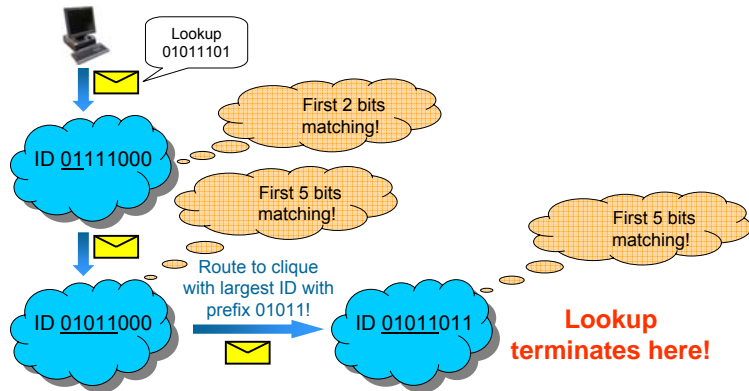 Lookup
01011101
First 2 bits
matching!
ID 01111000
First 5 bits
matching!
First 5 bits
matching!
Route to clique
with largest ID with
prefix 01011!
ID 01011000
ID 01011011
Lookup
terminates here!